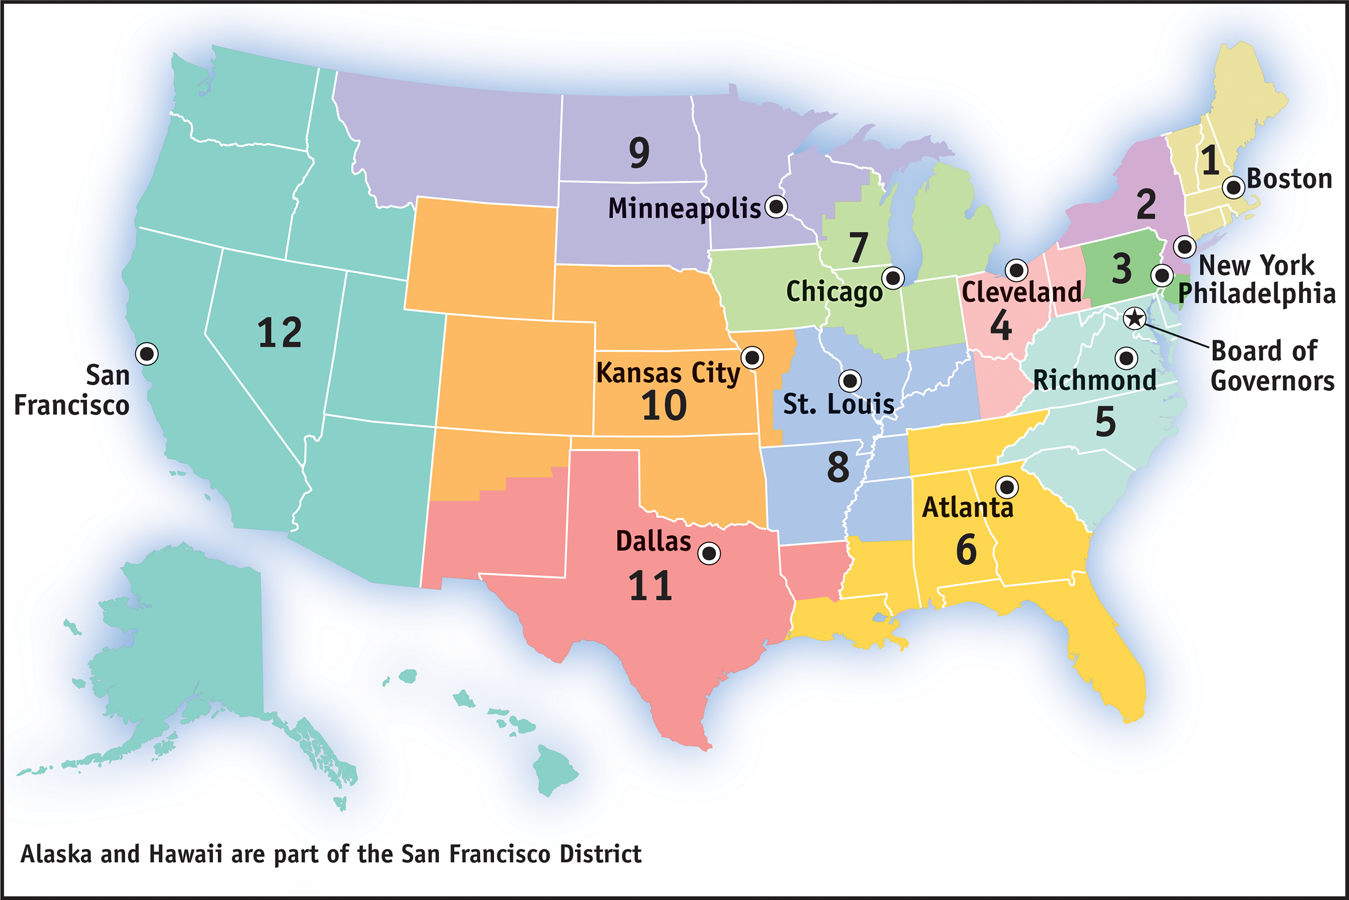 1
Boston
9
2
Minneapolis
7
3
New York
Chicago
Cleveland
Philadelphia
4
12
Board of
Governors
San
Francisco
Kansas City
10
St. Louis
Richmond
5
8
Atlanta
6
Dallas
11
Alaska and Hawaii are part of the San Francisco District